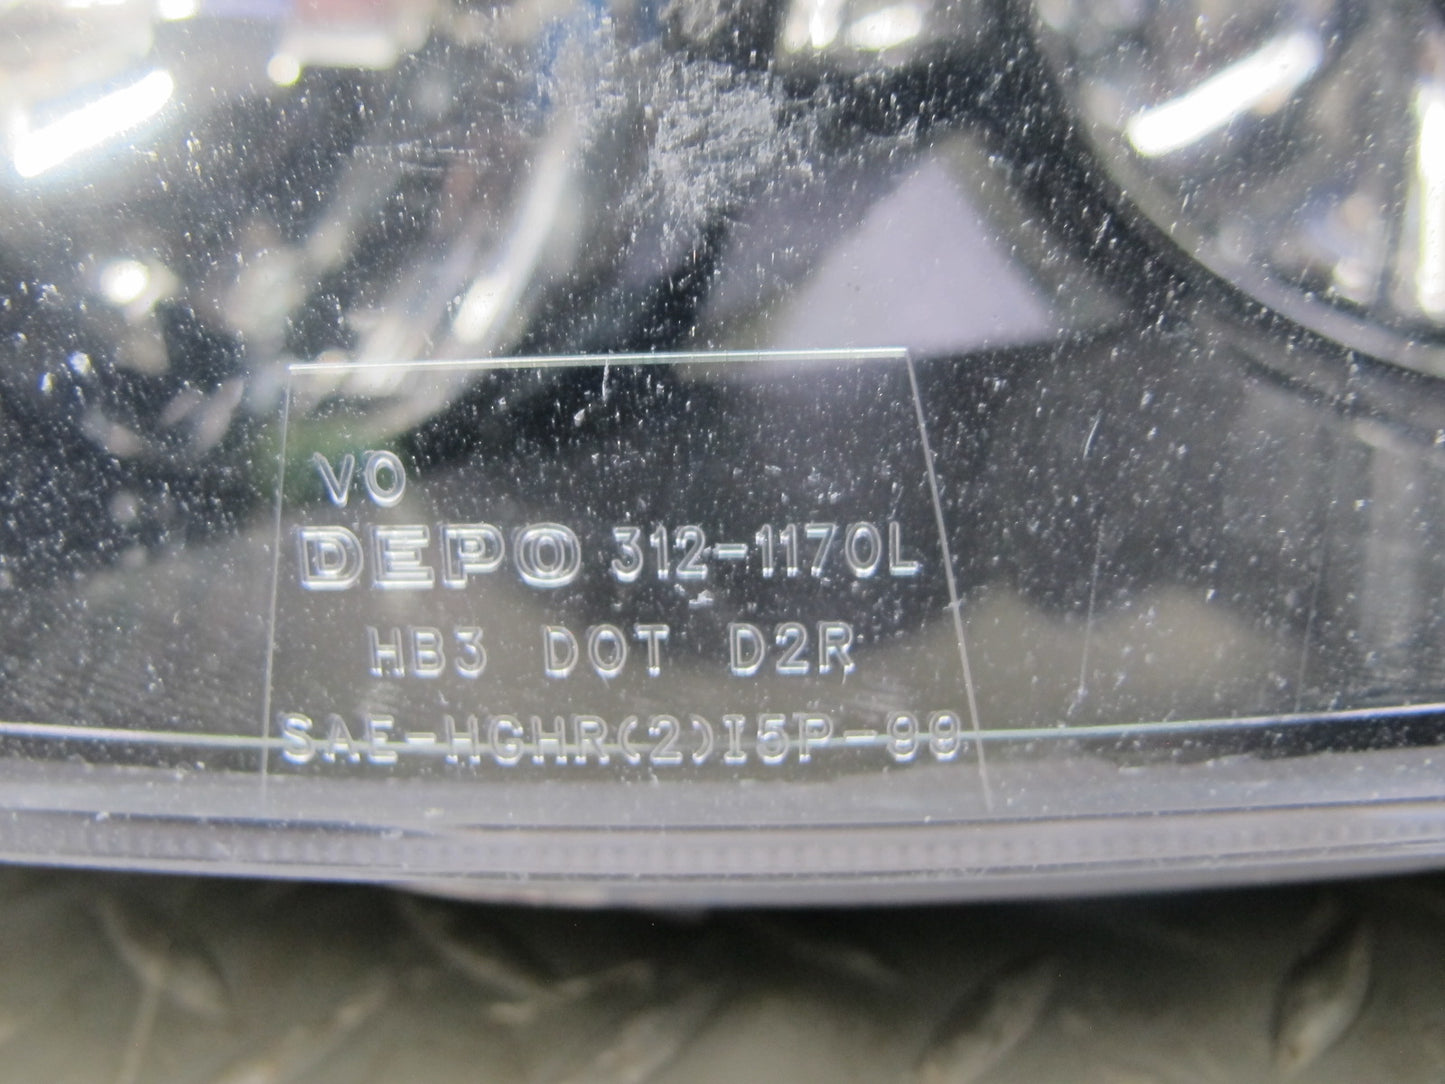 VO
DEPO 312-1170L
HB3 DOT D2R
SAE-HGHR(2)I5P-99